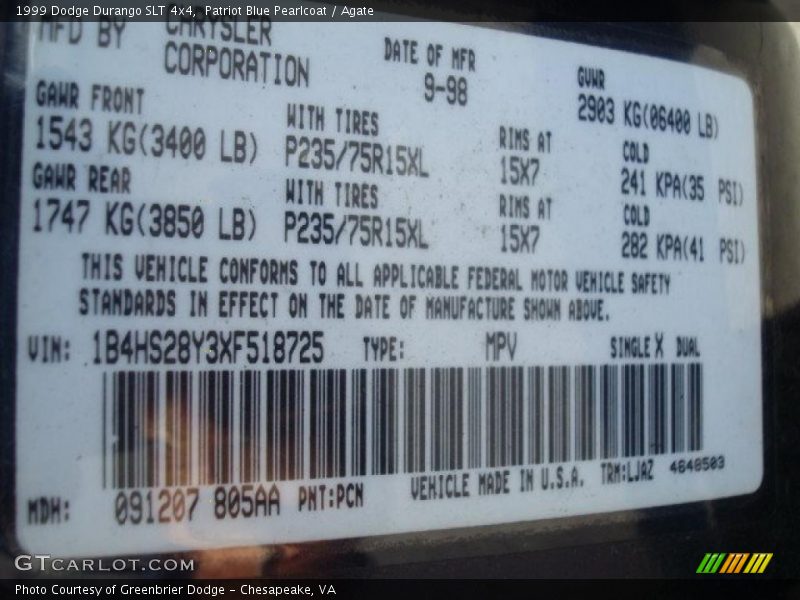 1999 Dodge Durango SLT 4x4, Patriot Blue Pearlcoat / Agate
MFD BY CHRYSLER CORPORATION DATE OF MFR 9-98 GVWR 2903 KG(06400 LB)
GAWR FRONT WITH TIRES RIMS AT COLD
1543 KG(3400 LB) P235/75R15XL 15X7 241 KPA(35 PSI)
GAWR REAR WITH TIRES RIMS AT COLD
1747 KG(3850 LB) P235/75R15XL 15X7 282 KPA(41 PSI)
THIS VEHICLE CONFORMS TO ALL APPLICABLE FEDERAL MOTOR VEHICLE SAFETY
STANDARDS IN EFFECT ON THE DATE OF MANUFACTURE SHOWN ABOVE.
VIN: 1B4HS28Y3XF518725 TYPE: MPV SINGLE X DUAL
MDH: 091207 805AA PNT:PCN VEHICLE MADE IN U.S.A. TRM:LJAZ 4648503
GTCARLOT.COM
Photo Courtesy of Greenbrier Dodge - Chesapeake, VA